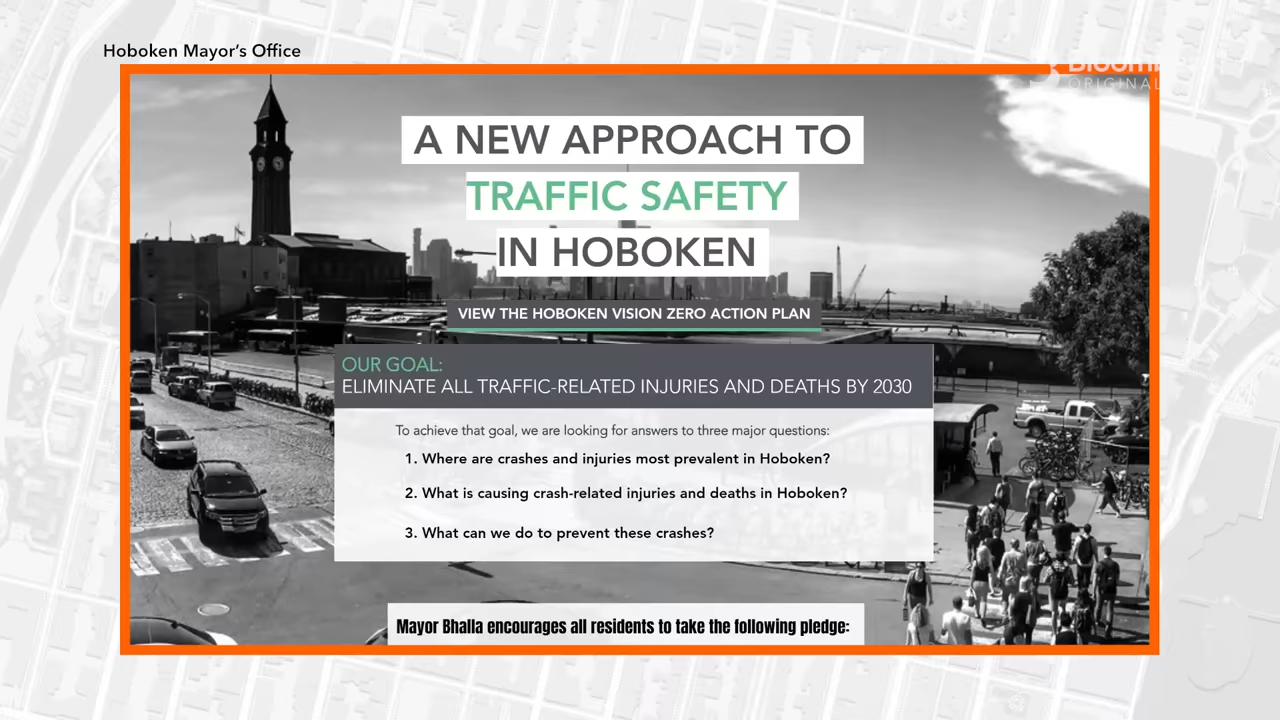 Hoboken Mayor's Office
ORIGINAL
A NEW APPROACH TO
TRAFFIC SAFETY
IN HOBOKEN
VIEW THE HOBOKEN VISION ZERO ACTION PLAN
OUR GOAL:
ELIMINATE ALL TRAFFIC-RELATED INJURIES AND DEATHS BY 2030
To achieve that goal, we are looking for answers to three major questions:
1. Where are crashes and injuries most prevalent in Hoboken?
2. What is causing crash-related injuries and deaths in Hoboken?
3. What can we do to prevent these crashes?
Mayor Bhalla encourages all residents to take the following pledge: